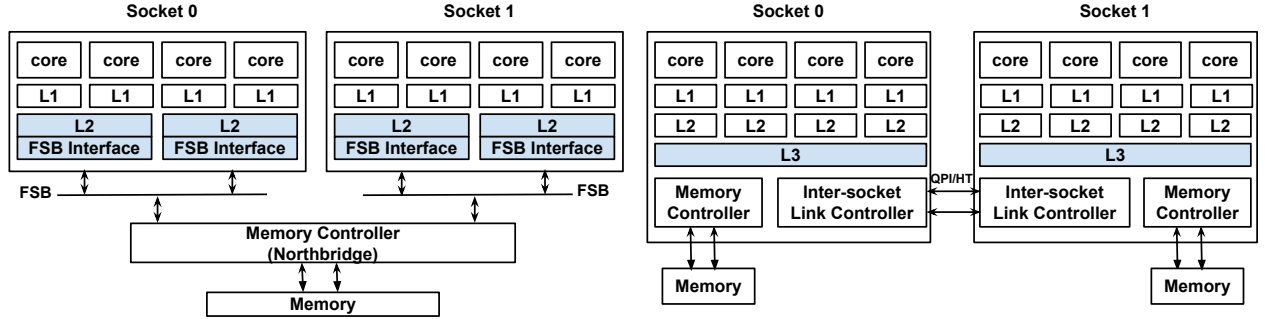 Socket 0
Socket 1
core core core core
core core core core
L1 L1 L1 L1
L1 L1 L1 L1
L2 L2
L2 L2
FSB Interface FSB Interface
FSB Interface FSB Interface
FSB
FSB
Memory Controller
(Northbridge)
Memory
Socket 0
Socket 1
core core core core
core core core core
L1 L1 L1 L1
L1 L1 L1 L1
L2 L2 L2 L2
L2 L2 L2 L2
L3
L3
QPI/HT
Memory
Controller
Inter-socket
Link Controller
Inter-socket
Link Controller
Memory
Controller
Memory
Memory